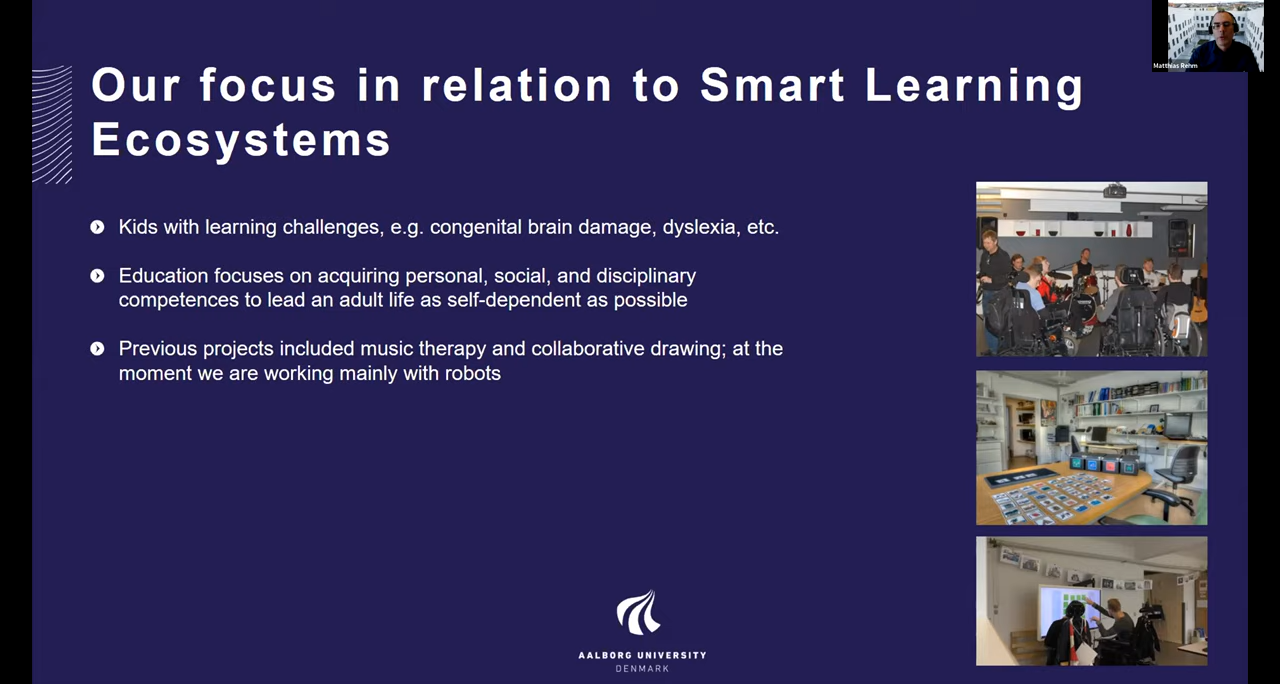 Our focus in relation to Smart Learning
Ecosystems
Kids with learning challenges, e.g. congenital brain damage, dyslexia, etc.
Education focuses on acquiring personal, social, and disciplinary
competences to lead an adult life as self-dependent as possible
Previous projects included music therapy and collaborative drawing; at the
moment we are working mainly with robots
Matthias Rehm
AALBORG UNIVERSITY
DENMARK